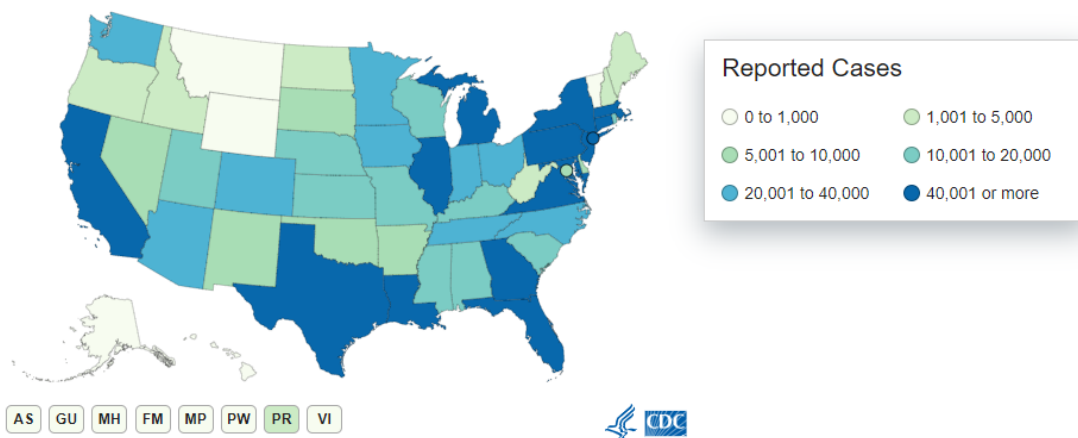 Reported Cases
0 to 1,000
1,001 to 5,000
5,001 to 10,000
10,001 to 20,000
20,001 to 40,000
40,001 or more
AS GU MH FM MP PW PR VI
CDC